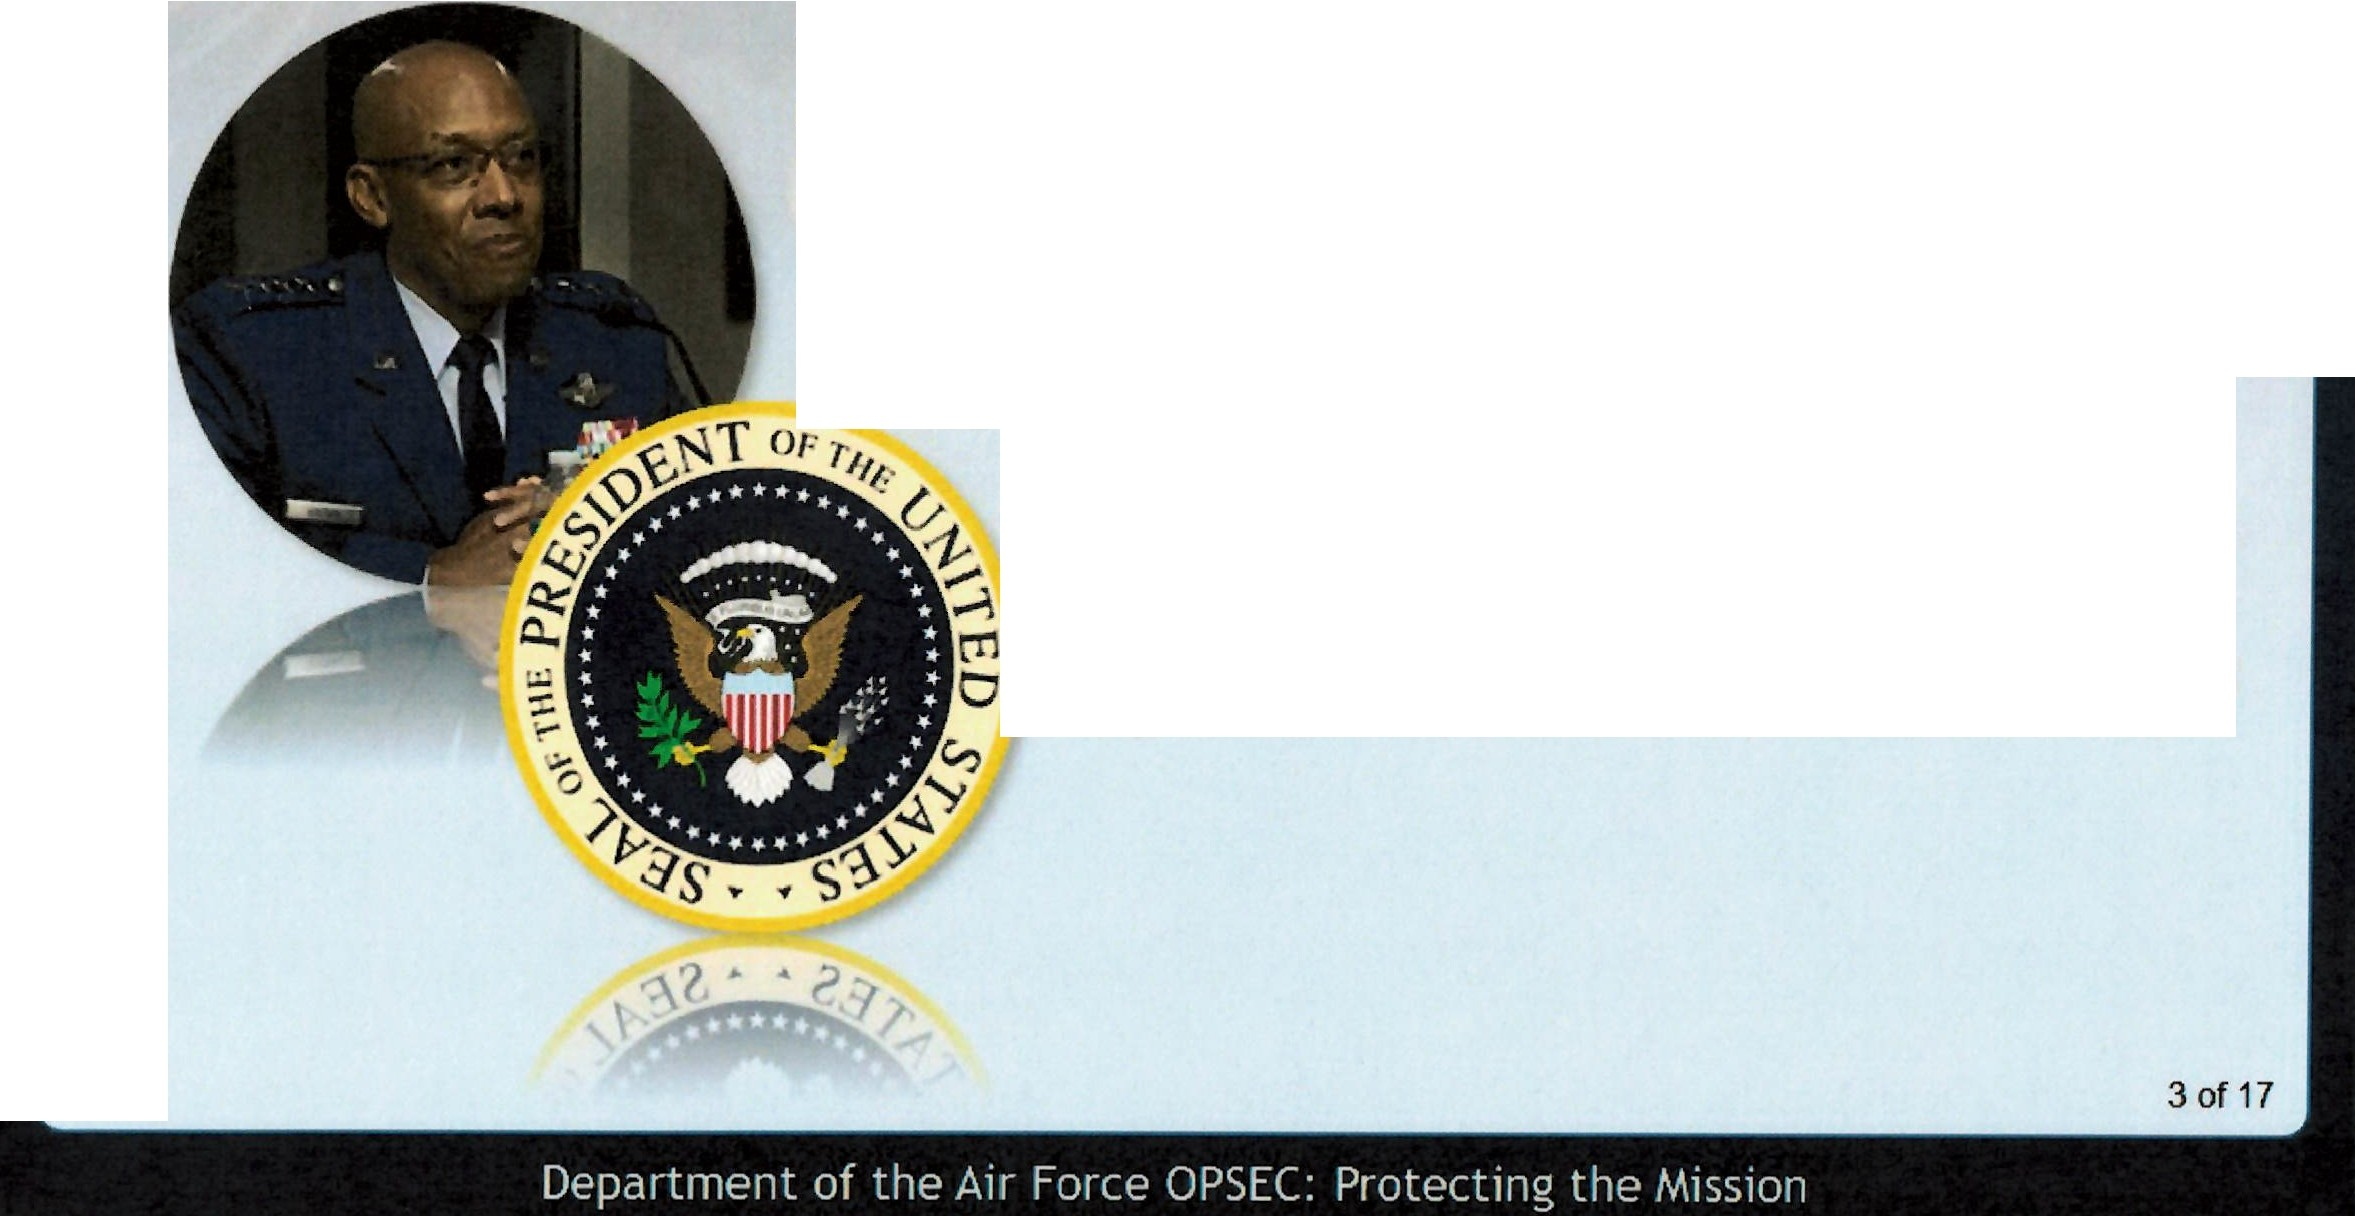 SEAL OF THE PRESIDENT OF THE UNITED STATES
3 of 17
Department of the Air Force OPSEC: Protecting the Mission